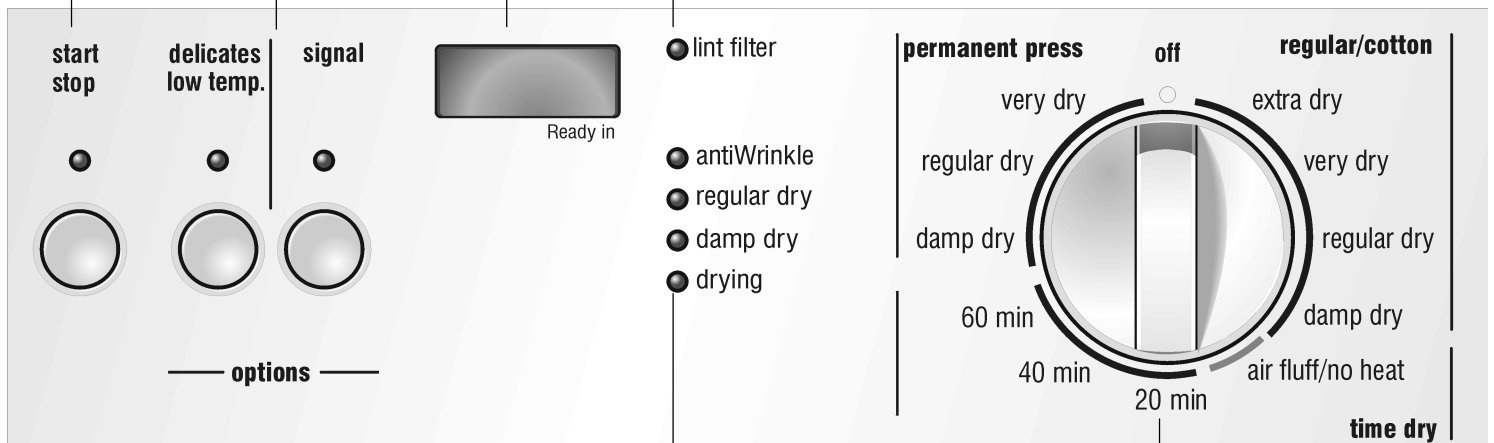 start
stop
delicates
low temp.
signal
options
Ready in
lint filter
antiWrinkle
regular dry
damp dry
drying
permanent press
off
regular/cotton
very dry
extra dry
regular dry
very dry
damp dry
regular dry
60 min
damp dry
40 min
air fluff/no heat
20 min
time dry